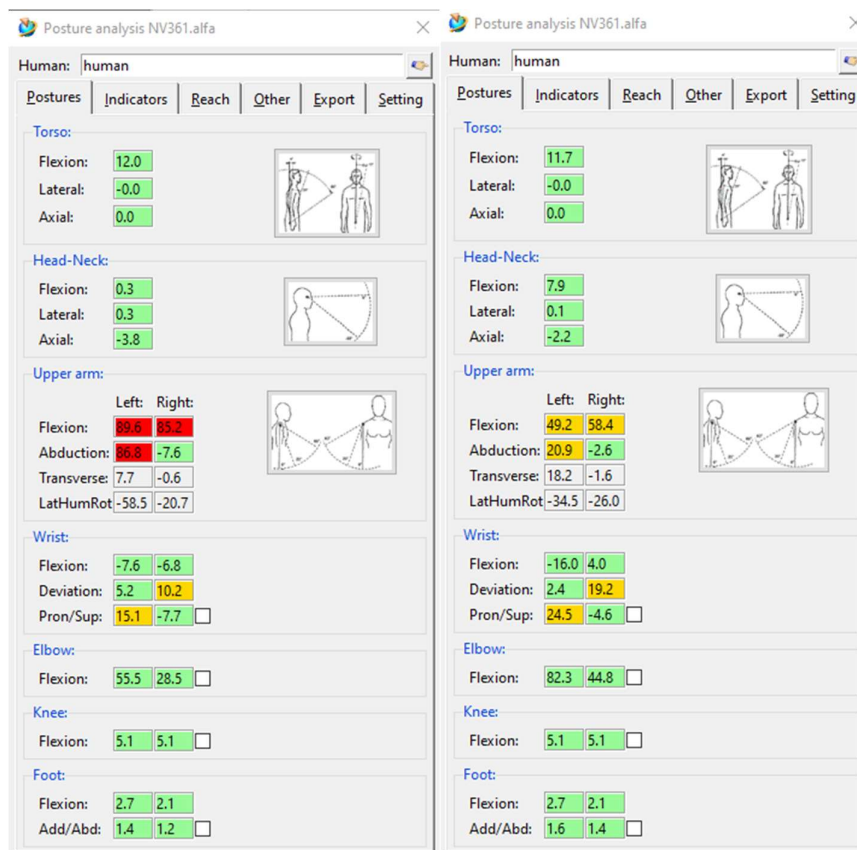 Posture analysis NV361.alfa
Human: human
Postures Indicators Reach Other Export Setting
Torso:
Flexion: 12.0
Lateral: -0.0
Axial: 0.0
Head-Neck:
Flexion: 0.3
Lateral: 0.3
Axial: -3.8
Upper arm:
Left: Right:
Flexion: 89.6 85.2
Abduction: 86.8 -7.6
Transverse: 7.7 -0.6
LatHumRot -58.5 -20.7
Wrist:
Flexion: -7.6 -6.8
Deviation: 5.2 10.2
Pron/Sup: 15.1 -7.7
Elbow:
Flexion: 55.5 28.5
Knee:
Flexion: 5.1 5.1
Foot:
Flexion: 2.7 2.1
Add/Abd: 1.4 1.2
Posture analysis NV361.alfa
Human: human
Postures Indicators Reach Other Export Setting
Torso:
Flexion: 11.7
Lateral: -0.0
Axial: 0.0
Head-Neck:
Flexion: 7.9
Lateral: 0.1
Axial: -2.2
Upper arm:
Left: Right:
Flexion: 49.2 58.4
Abduction: 20.9 -2.6
Transverse: 18.2 -1.6
LatHumRot -34.5 -26.0
Wrist:
Flexion: -16.0 4.0
Deviation: 2.4 19.2
Pron/Sup: 24.5 -4.6
Elbow:
Flexion: 82.3 44.8
Knee:
Flexion: 5.1 5.1
Foot:
Flexion: 2.7 2.1
Add/Abd: 1.6 1.4